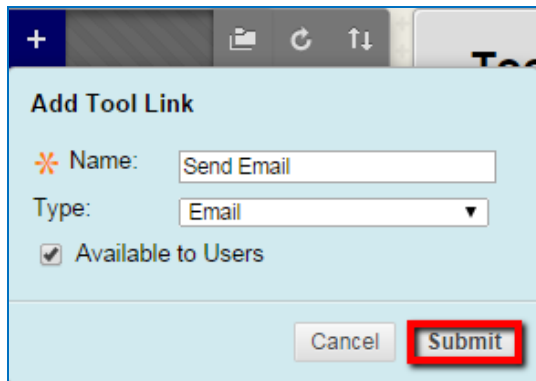 Add Tool Link
Name: Send Email
Type: Email
Available to Users
Cancel Submit